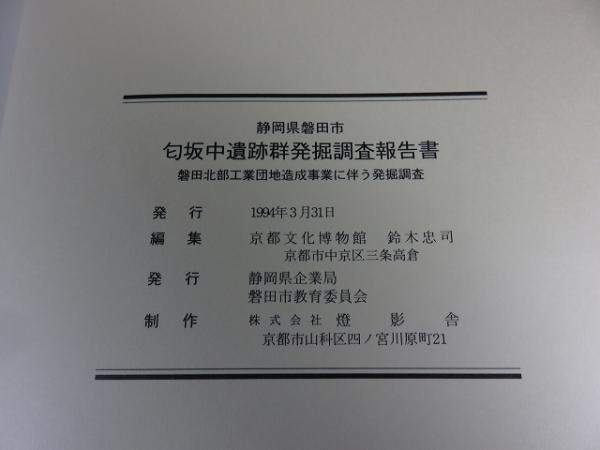 静岡県磐田市
匂坂中遺跡群発掘調査報告書
磐田北部工業団地造成事業に伴う発掘調査
発行 1994年3月31日
編集 京都文化博物館 鈴木忠司
京都市中京区三条高倉
発行 静岡県企業局
磐田市教育委員会
制作 株式会社 燈影舎
京都市山科区四ノ宮川原町21